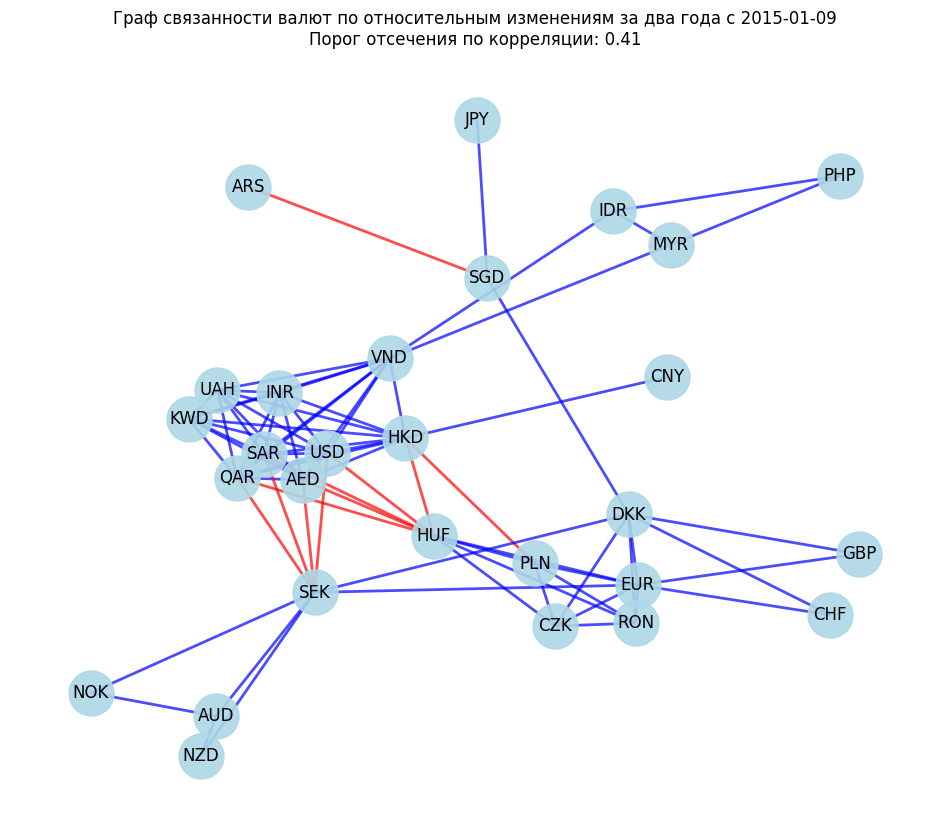 Граф связанности валют по относительным изменениям за два года с 2015-01-09
Порог отсечения по корреляции: 0.41
JPY
PHP
ARS
IDR
MYR
SGD
VND
CNY
UAH
INR
KWD
HKD
SAR
USD
QAR
AED
DKK
HUF
GBP
PLN
EUR
SEK
CHF
CZK
RON
NOK
AUD
NZD